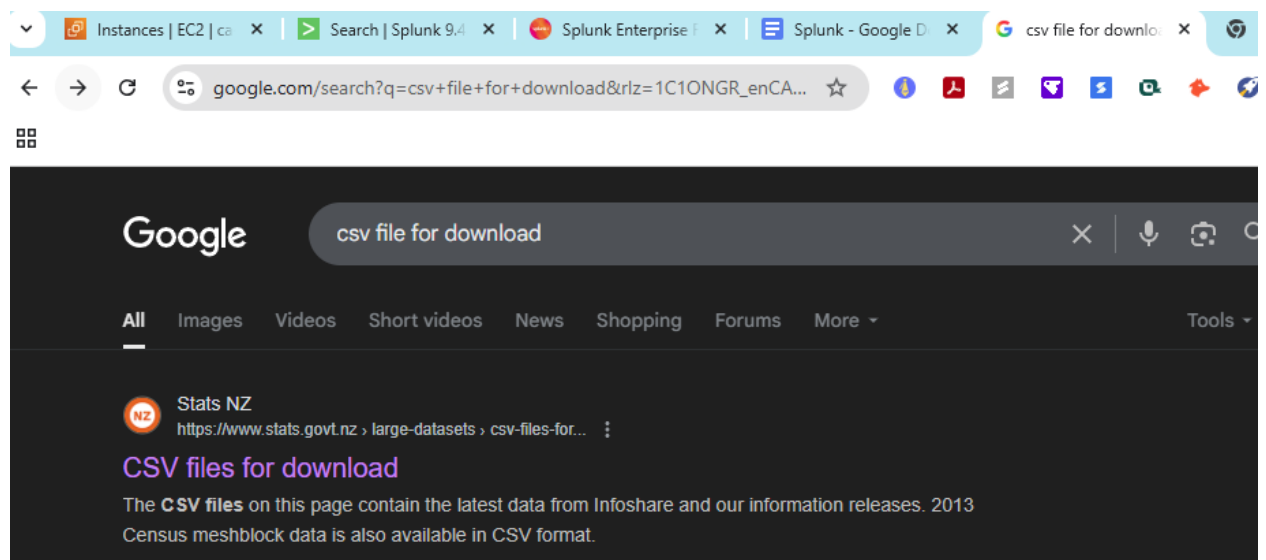 Instances | EC2 | ca
Search | Splunk 9.4
Splunk Enterprise F
Splunk - Google D
csv file for downlo
google.com/search?q=csv+file+for+download&rlz=1C1ONGR_enCA...
Google
csv file for download
All Images Videos Short videos News Shopping Forums More Tools
NZ
Stats NZ
https://www.stats.govt.nz › large-datasets › csv-files-for...
CSV files for download
The CSV files on this page contain the latest data from Infoshare and our information releases. 2013
Census meshblock data is also available in CSV format.